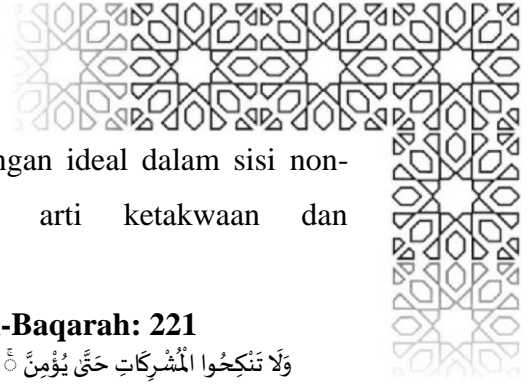 ngan ideal dalam sisi non-
arti ketakwaan dan
-Baqarah: 221
وَلَا تَنْكِحُوا الْمُشْرِكَاتِ حَتَّىٰ يُؤْمِنَّ ۚ